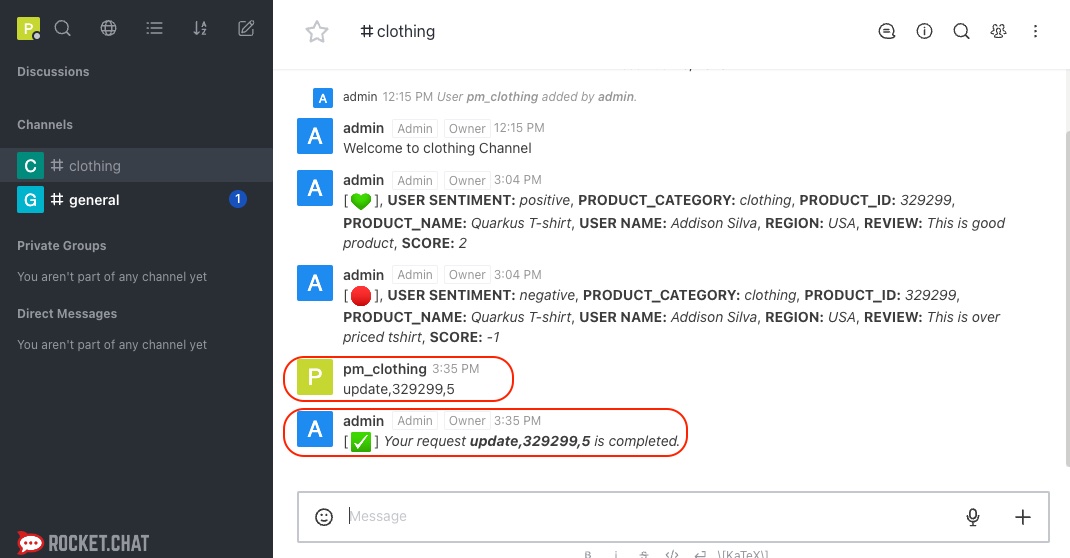 P
# clothing
Discussions
admin 12:15 PM User pm_clothing added by admin.
Channels
A admin Admin Owner 12:15 PM
Welcome to clothing Channel
C # clothing
G # general 1
A admin Admin Owner 3:04 PM
[💚], USER SENTIMENT: positive, PRODUCT_CATEGORY: clothing, PRODUCT_ID: 329299,
PRODUCT_NAME: Quarkus T-shirt, USER NAME: Addison Silva, REGION: USA, REVIEW: This is good
product, SCORE: 2
Private Groups
You aren't part of any channel yet
A admin Admin Owner 3:04 PM
[🔴], USER SENTIMENT: negative, PRODUCT_CATEGORY: clothing, PRODUCT_ID: 329299,
PRODUCT_NAME: Quarkus T-shirt, USER NAME: Addison Silva, REGION: USA, REVIEW: This is over
priced tshirt, SCORE: -1
Direct Messages
You aren't part of any channel yet
P pm_clothing 3:35 PM
update,329299,5
A admin Admin Owner 3:35 PM
[✅] Your request update,329299,5 is completed.
Message
ROCKET.CHAT
B i S </> \[KaTeX\]